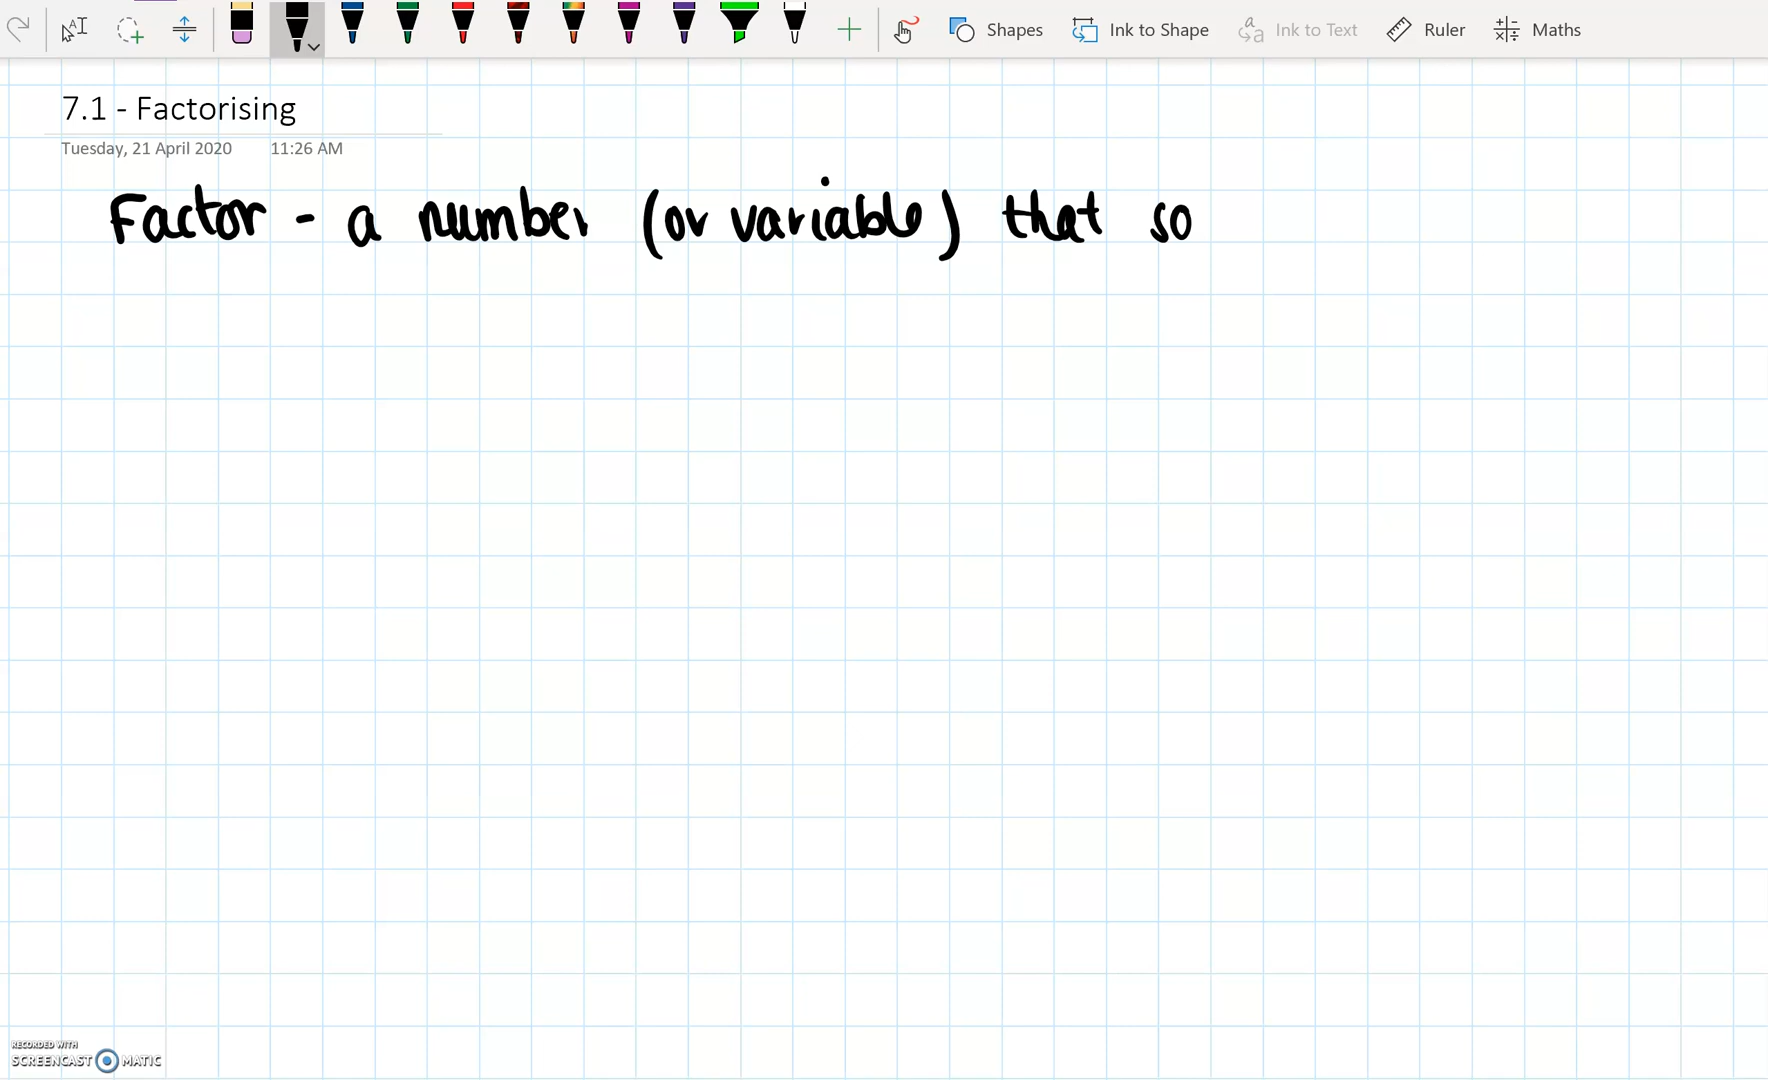 Shapes Ink to Shape Ink to Text Ruler Maths
7.1 - Factorising
Tuesday, 21 April 2020 11:26 AM
Factor - a number (or variable) that so
RECORDED WITH
SCREENCAST MATIC